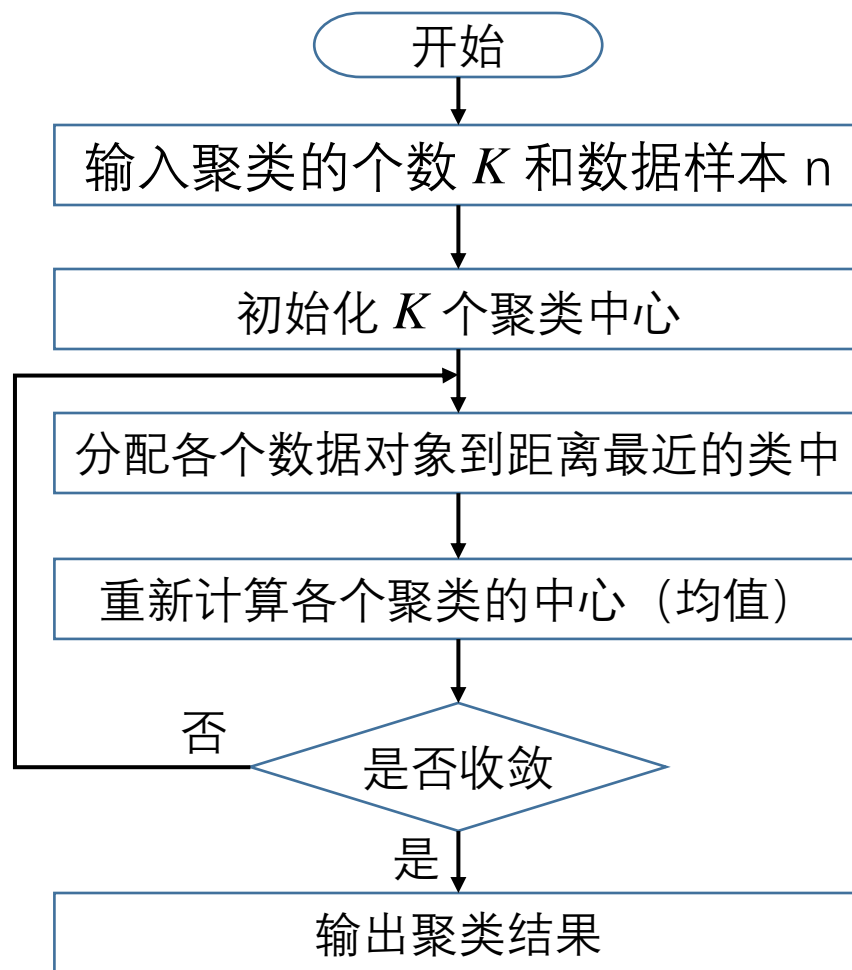 开始
输入聚类的个数 K 和数据样本 n
初始化 K 个聚类中心
分配各个数据对象到距离最近的类中
重新计算各个聚类的中心（均值）
否
是否收敛
是
输出聚类结果